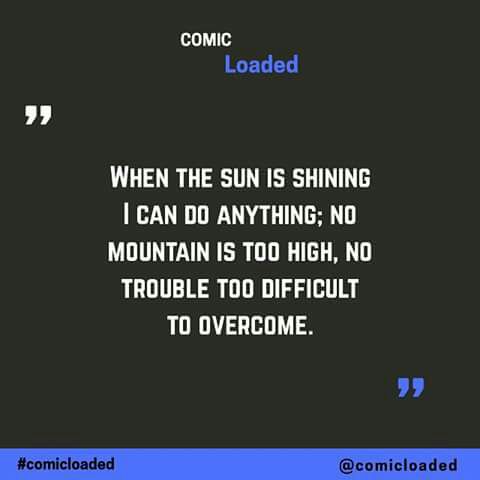 COMIC
Loaded
”
WHEN THE SUN IS SHINING
I CAN DO ANYTHING; NO
MOUNTAIN IS TOO HIGH, NO
TROUBLE TOO DIFFICULT
TO OVERCOME.
”
#comicloaded @comicloaded